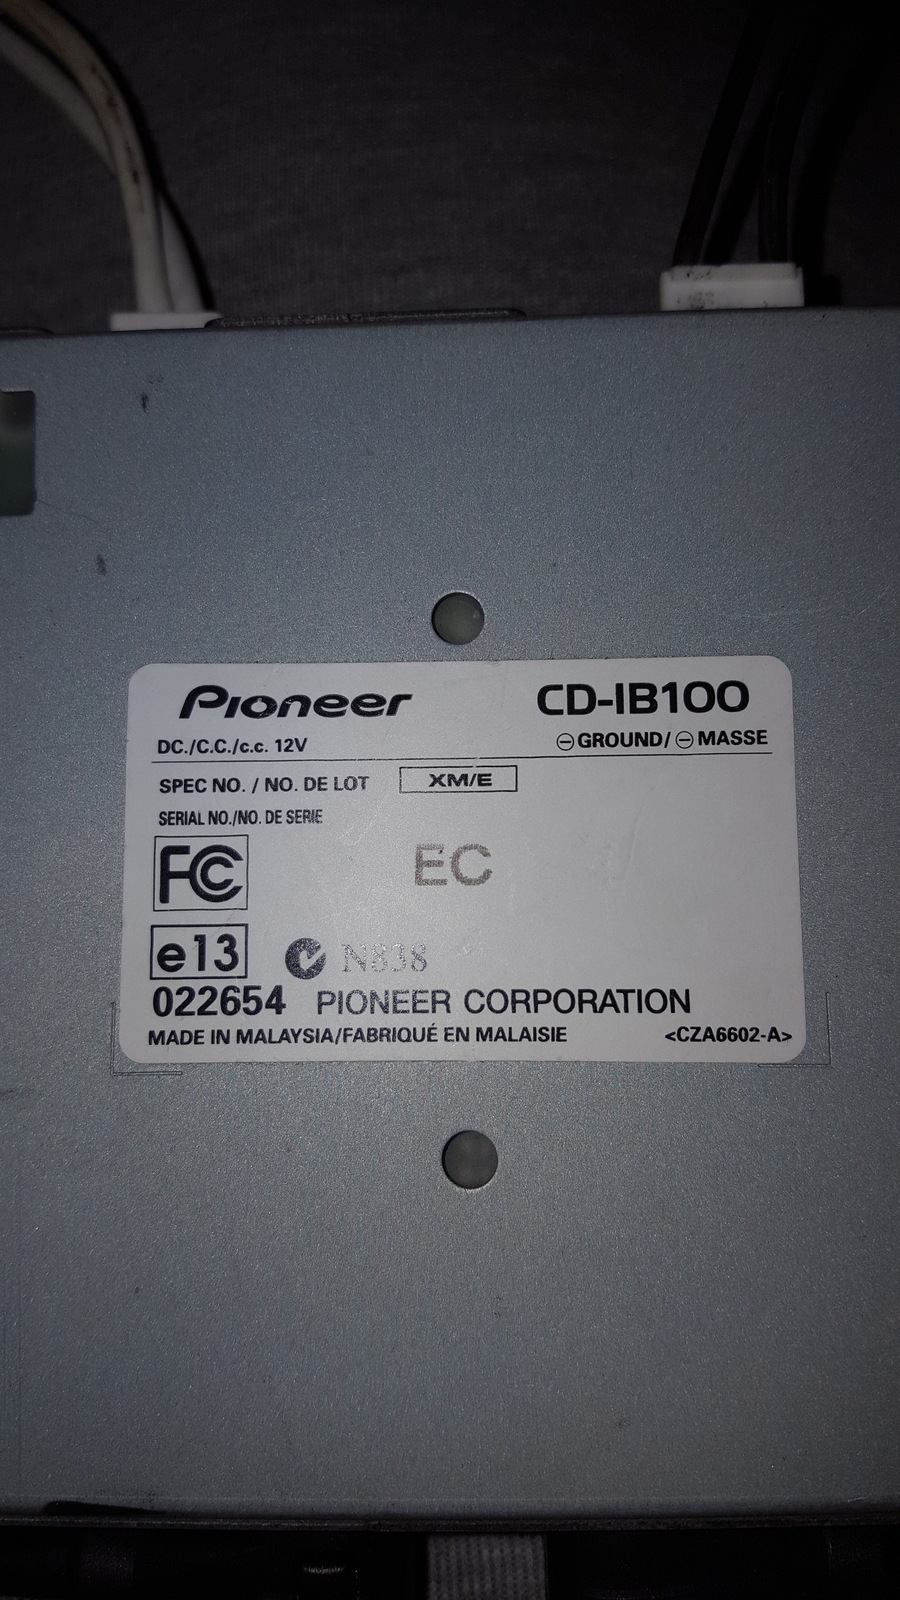 Pioneer CD-IB100
DC./C.C./c.c. 12V ⊖GROUND/⊖MASSE
SPEC NO. / NO. DE LOT XM/E
SERIAL NO./NO. DE SERIE
FC EC
e13 N838
022654 PIONEER CORPORATION
MADE IN MALAYSIA/FABRIQUÉ EN MALAISIE <CZA6602-A>